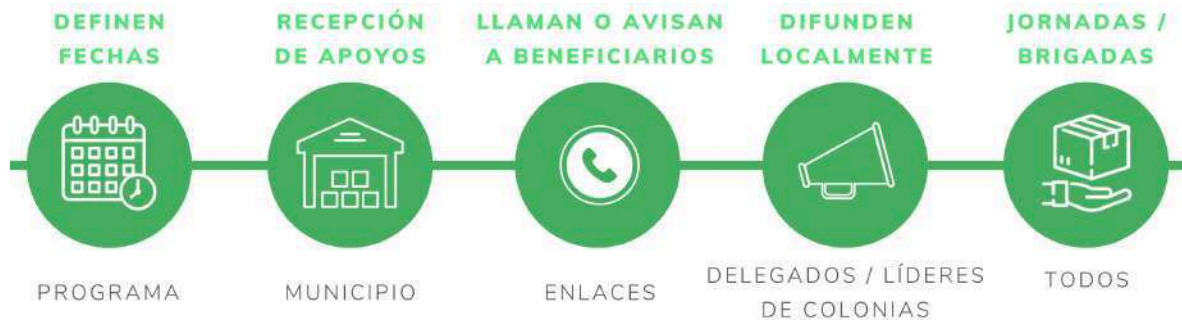 DEFINEN
FECHAS
RECEPCIÓN
DE APOYOS
LLAMAN O AVISAN
A BENEFICIARIOS
DIFUNDEN
LOCALMENTE
JORNADAS /
BRIGADAS
PROGRAMA
MUNICIPIO
ENLACES
DELEGADOS / LÍDERES
DE COLONIAS
TODOS